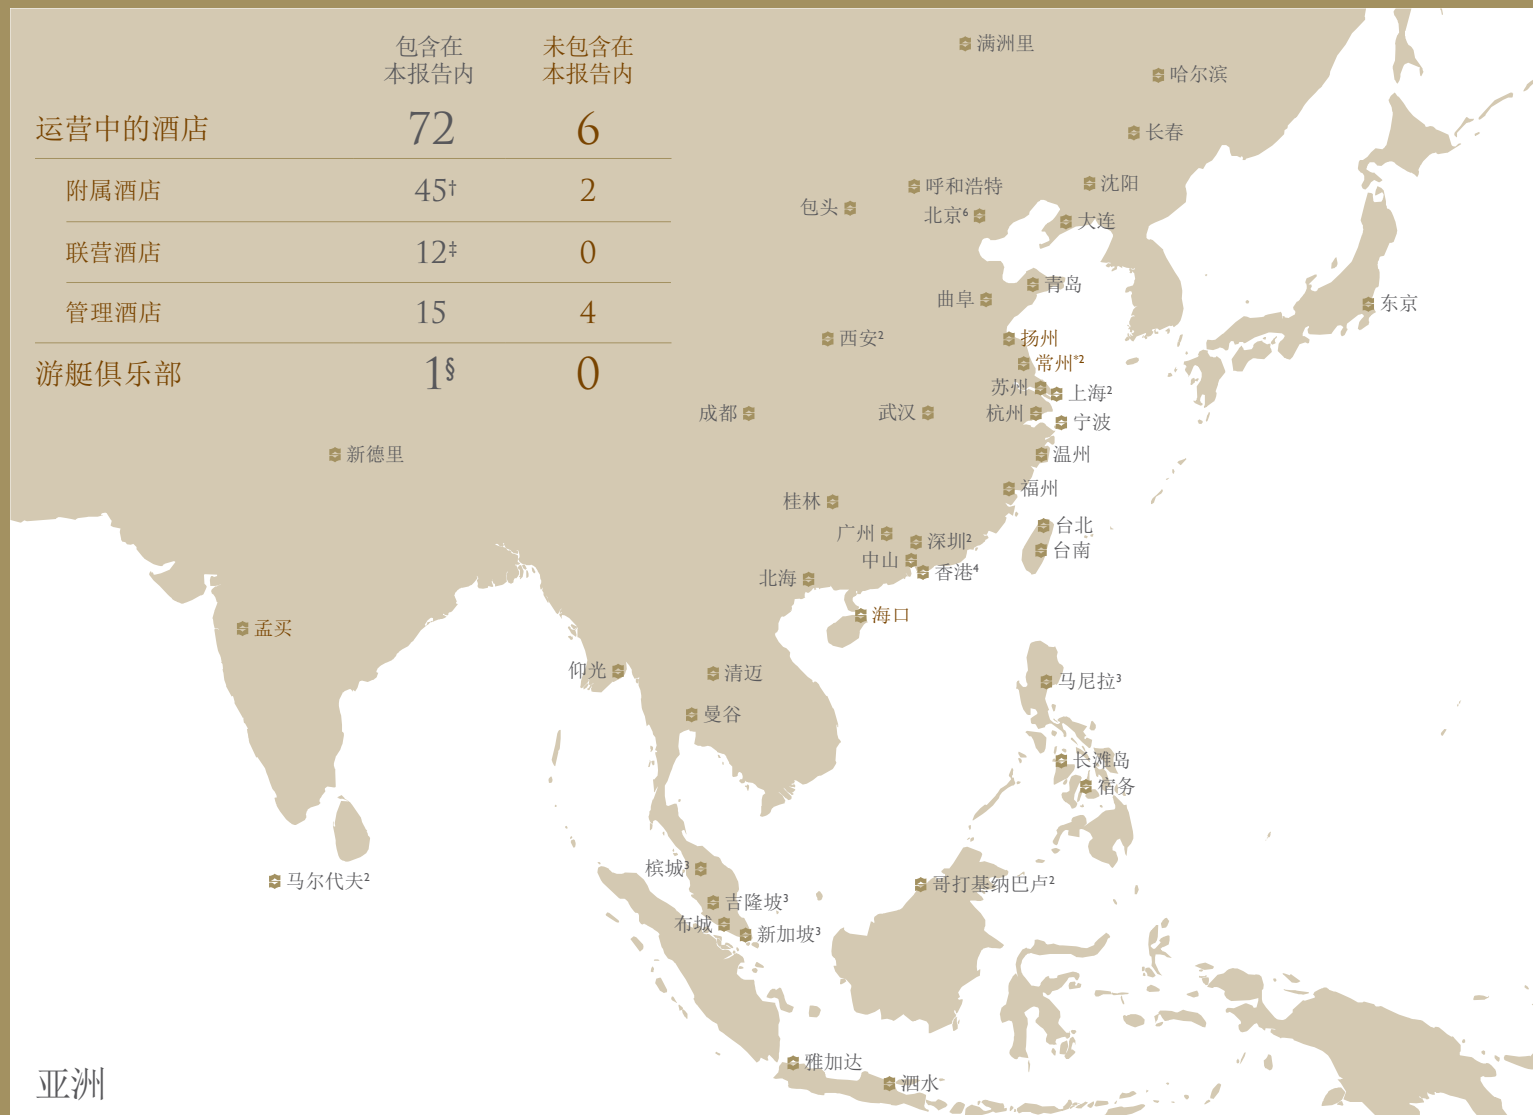 包含在
本报告内
未包含在
本报告内
运营中的酒店 72 6
附属酒店 45† 2
联营酒店 12‡ 0
管理酒店 15 4
游艇俱乐部 1§ 0
满洲里
哈尔滨
长春
沈阳
呼和浩特
包头
北京⁶
大连
青岛
曲阜
东京
西安²
扬州
常州*²
苏州
上海²
成都
武汉
杭州
宁波
新德里
温州
福州
桂林
台北
广州
深圳²
台南
中山
香港⁴
北海
海口
孟买
仰光
清迈
马尼拉³
曼谷
长滩岛
宿务
槟城³
马尔代夫²
哥打基纳巴卢²
吉隆坡³
布城
新加坡³
雅加达
泗水
亚洲